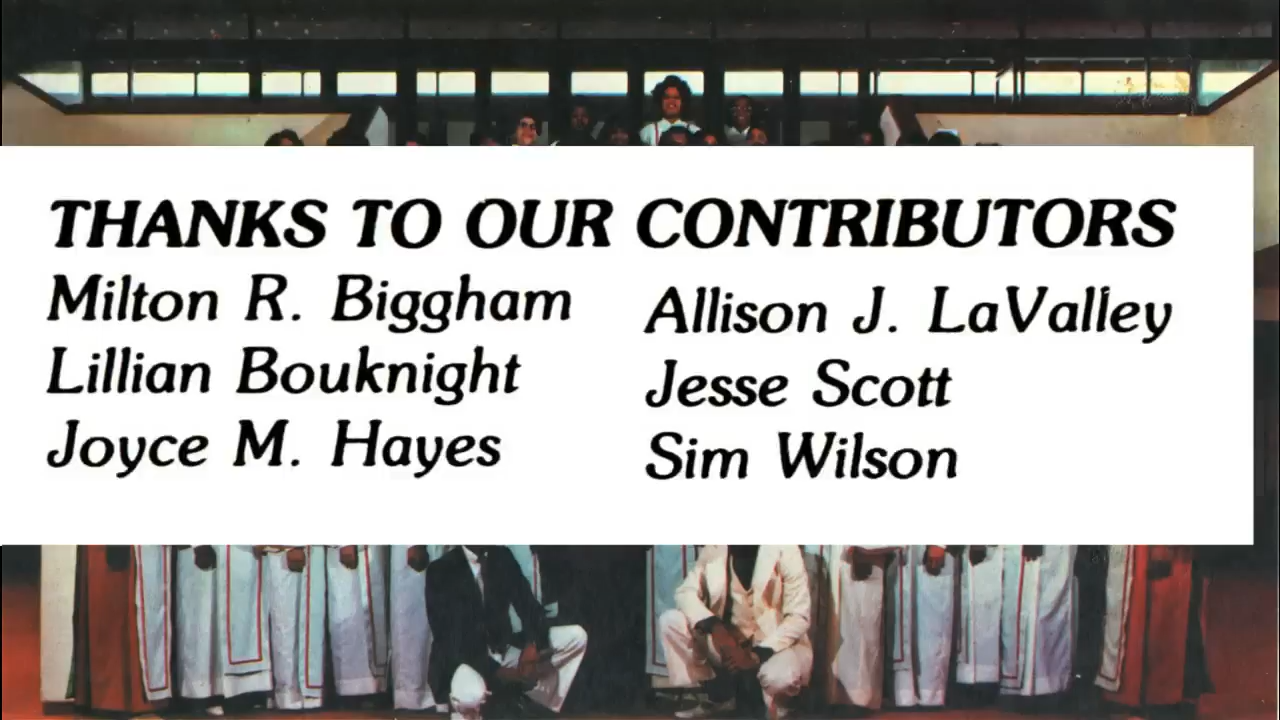 THANKS TO OUR CONTRIBUTORS
Milton R. Biggham
Lillian Bouknight
Joyce M. Hayes
Allison J. LaValley
Jesse Scott
Sim Wilson